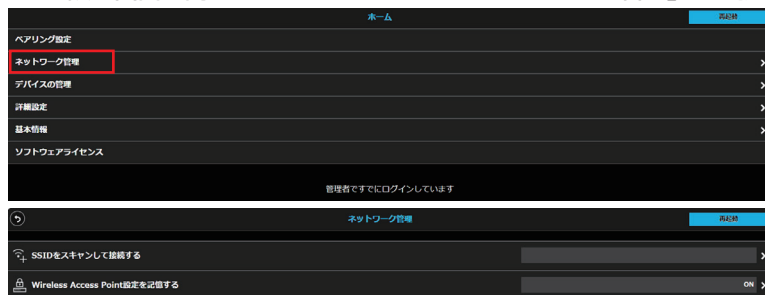 ホーム
再起動
ペアリング設定
ネットワーク管理
デバイスの管理
詳細設定
基本情報
ソフトウェアライセンス
管理者ですでにログインしています
ネットワーク管理
再起動
SSIDをスキャンして接続する
Wireless Access Point設定を記憶する
ON